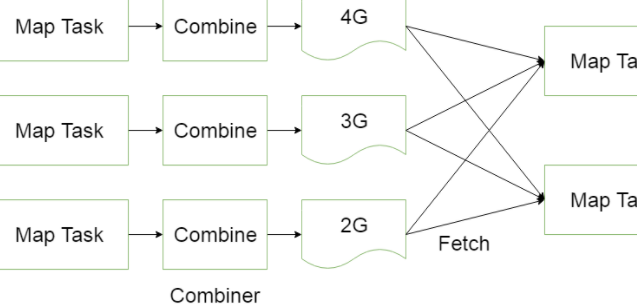 Map Task
Combine
4G
Map Ta
Map Task
Combine
3G
Map Task
Combine
2G
Map Ta
Fetch
Combiner